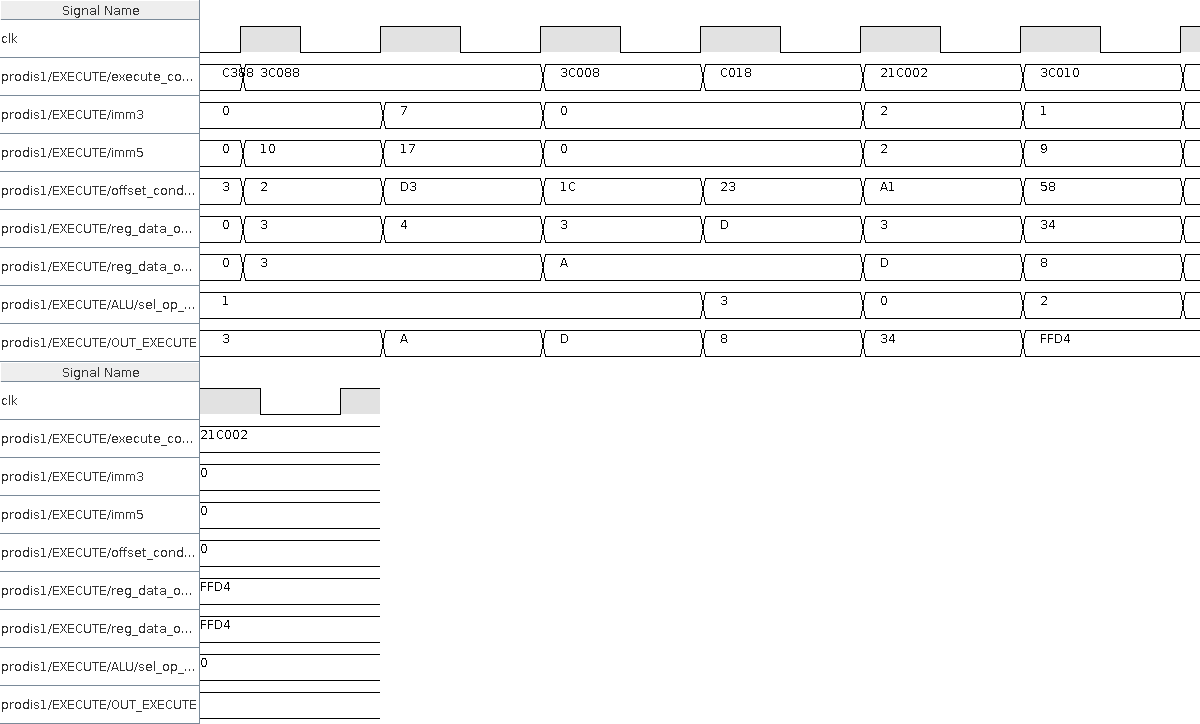 Signal Name
clk
prodis1/EXECUTE/execute_co... 3C088 3C008 C018 21C002 3C010
prodis1/EXECUTE/imm3 0 7 0 2 1
prodis1/EXECUTE/imm5 0 10 17 0 2 9
prodis1/EXECUTE/offset_cond... 3 2 D3 1C 23 A1 58
prodis1/EXECUTE/reg_data_o... 0 3 4 3 D 3 34
prodis1/EXECUTE/reg_data_o... 0 3 A D 8
prodis1/EXECUTE/ALU/sel_op_... 1 3 0 2
prodis1/EXECUTE/OUT_EXECUTE 3 A D 8 34 FFD4
Signal Name
clk
prodis1/EXECUTE/execute_co... 21C002
prodis1/EXECUTE/imm3 0
prodis1/EXECUTE/imm5 0
prodis1/EXECUTE/offset_cond... 0
prodis1/EXECUTE/reg_data_o... FFD4
prodis1/EXECUTE/reg_data_o... FFD4
prodis1/EXECUTE/ALU/sel_op_... 0
prodis1/EXECUTE/OUT_EXECUTE